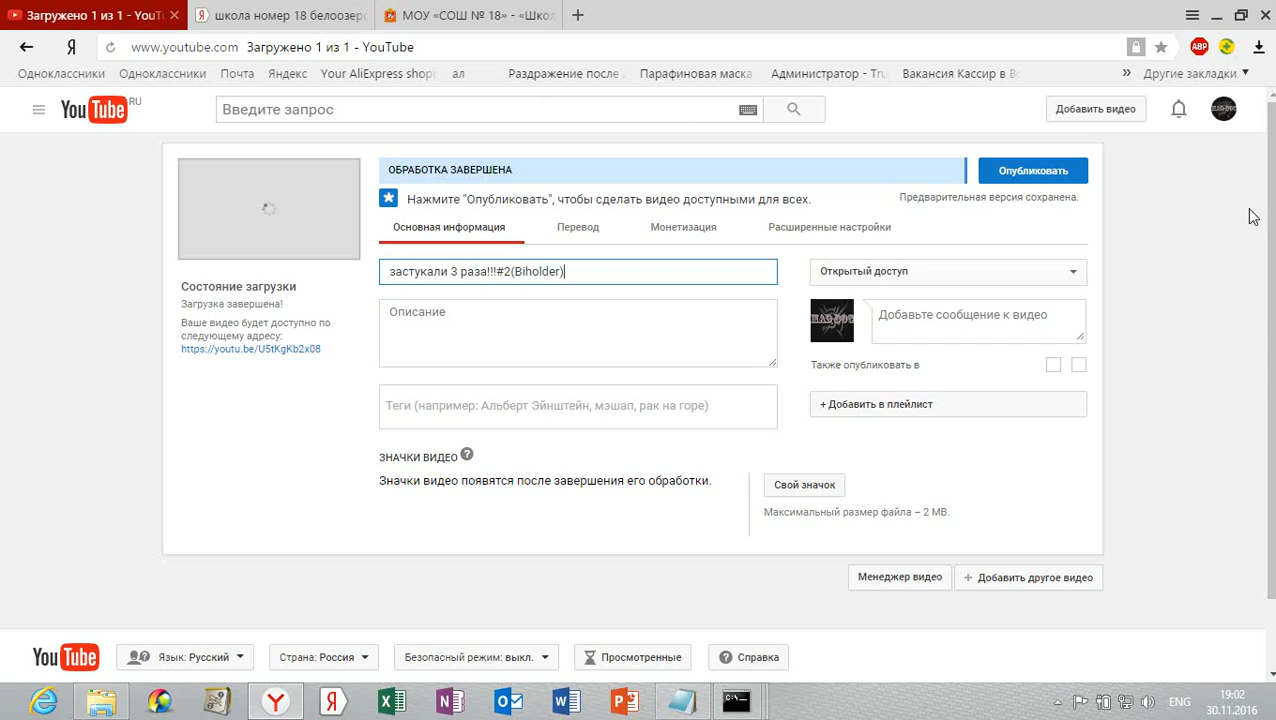 Загружено 1 из 1 - YouTu
школа номер 18 белоозерс
МОУ «СОШ № 18» - «Школ
www.youtube.com Загружено 1 из 1 - YouTube
ABP
Одноклассники
Одноклассники
Почта
Яндекс
Your AliExpress shop
ал
Раздражение после
Парафиновая маска
Администратор - Tru
Вакансия Кассир в
Другие закладки
YouTube RU
Введите запрос
Добавить видео
ОБРАБОТКА ЗАВЕРШЕНА
Опубликовать
Нажмите "Опубликовать", чтобы сделать видео доступными для всех.
Предварительная версия сохранена.
Основная информация
Перевод
Монетизация
Расширенные настройки
застукали 3 раза!!!#2(Biholder)
Открытый доступ
Состояние загрузки
Загрузка завершена!
Ваше видео будет доступно по
следующему адресу:
https://youtu.be/U5tKgKb2x08
Описание
Добавьте сообщение к видео
Также опубликовать в
Теги (например: Альберт Эйнштейн, мэшап, рак на горе)
+ Добавить в плейлист
ЗНАЧКИ ВИДЕО
Значки видео появятся после завершения его обработки.
Свой значок
Максимальный размер файла – 2 MB.
Менеджер видео
+ Добавить другое видео
YouTube
Язык: Русский
Страна: Россия
Безопасный режим: выкл.
Просмотренные
Справка
ENG
19:02
30.11.2016